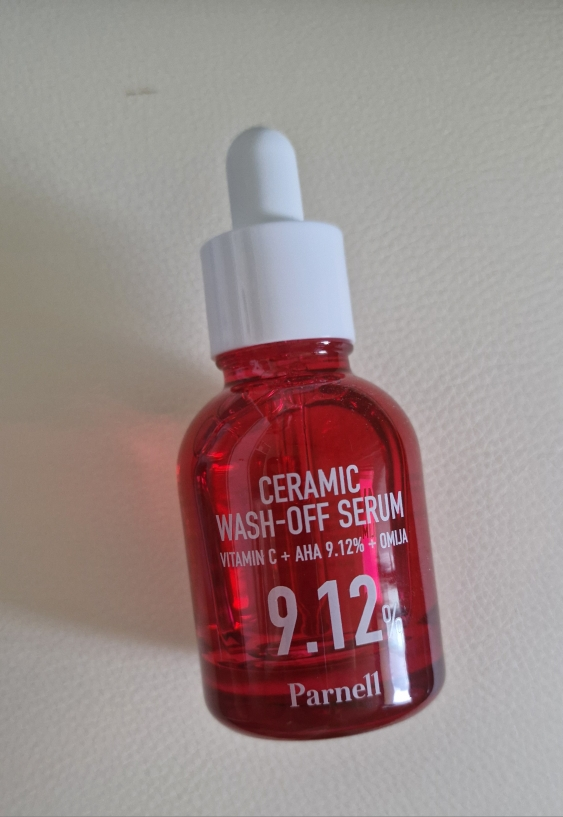 CERAMIC
WASH-OFF SERUM
VITAMIN C + AHA 9.12% + OMIJA
9.12%
Parnell